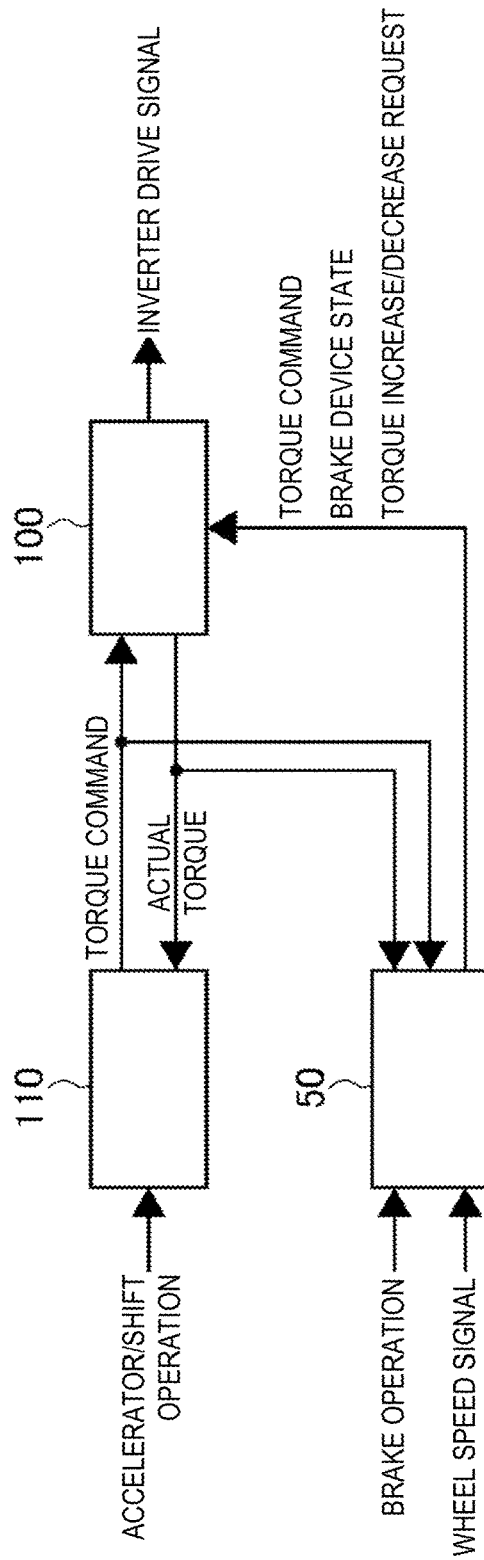 ACCELERATOR/SHIFT
OPERATION
110
TORQUE COMMAND
ACTUAL
TORQUE
100
INVERTER DRIVE SIGNAL
BRAKE OPERATION
WHEEL SPEED SIGNAL
50
TORQUE COMMAND
BRAKE DEVICE STATE
TORQUE INCREASE/DECREASE REQUEST